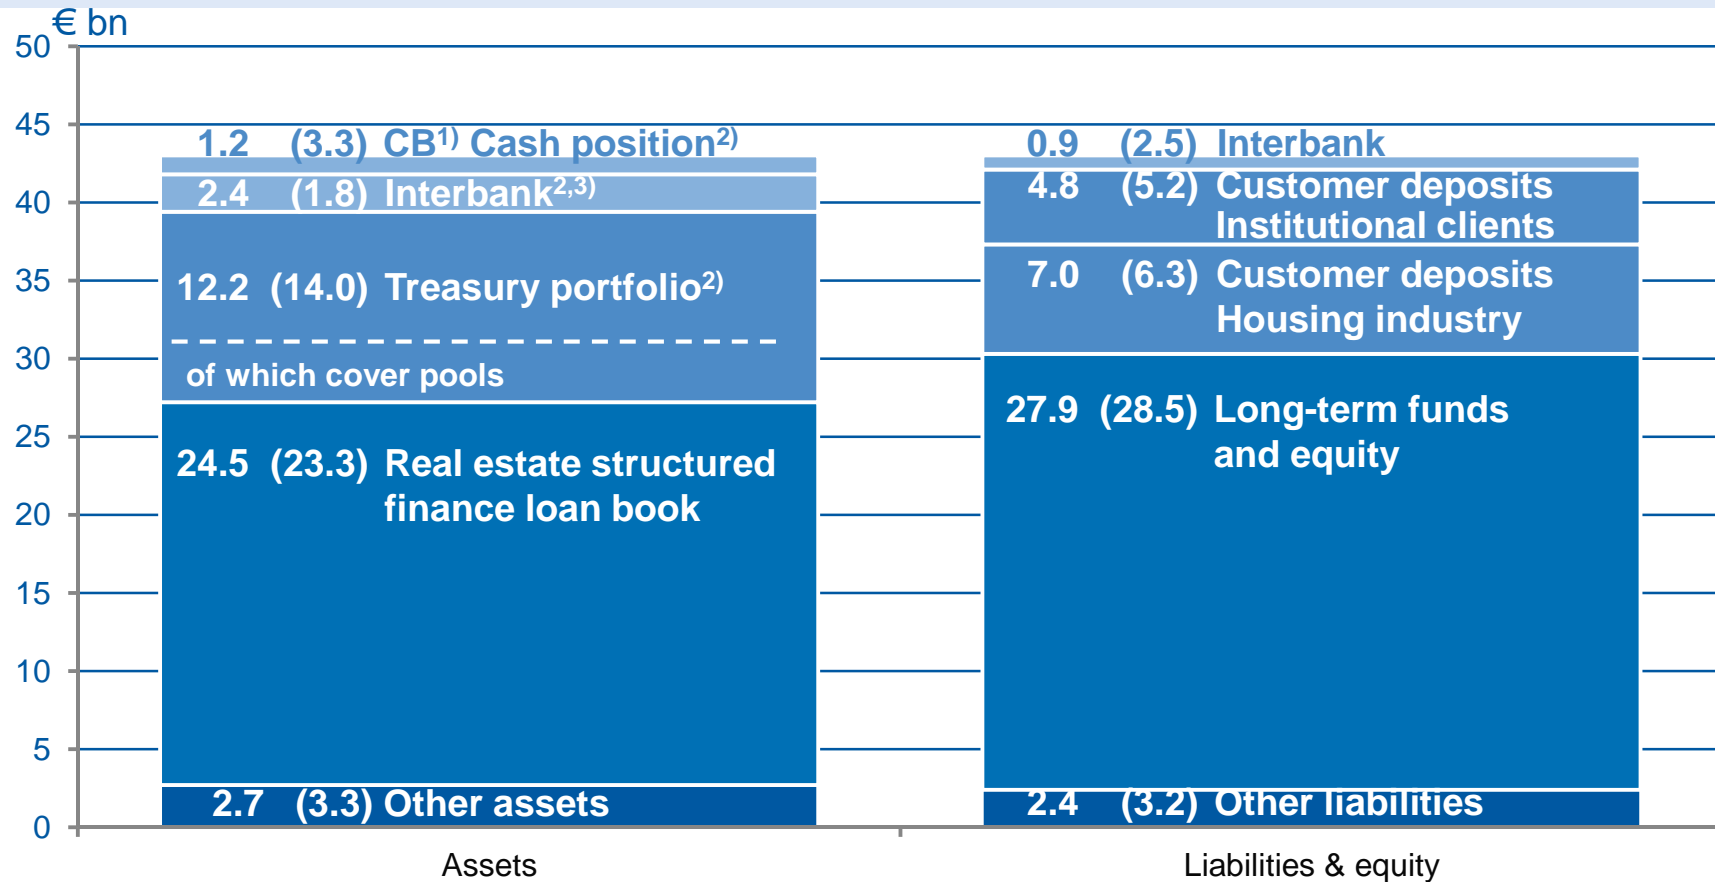 € bn
50
45
40
35
30
25
20
15
10
5
0
1.2 (3.3) CB1) Cash position2)
2.4 (1.8) Interbank2,3)
12.2 (14.0) Treasury portfolio2)
of which cover pools
24.5 (23.3) Real estate structured
finance loan book
2.7 (3.3) Other assets
0.9 (2.5) Interbank
4.8 (5.2) Customer deposits
Institutional clients
7.0 (6.3) Customer deposits
Housing industry
27.9 (28.5) Long-term funds
and equity
2.4 (3.2) Other liabilities
Assets
Liabilities & equity